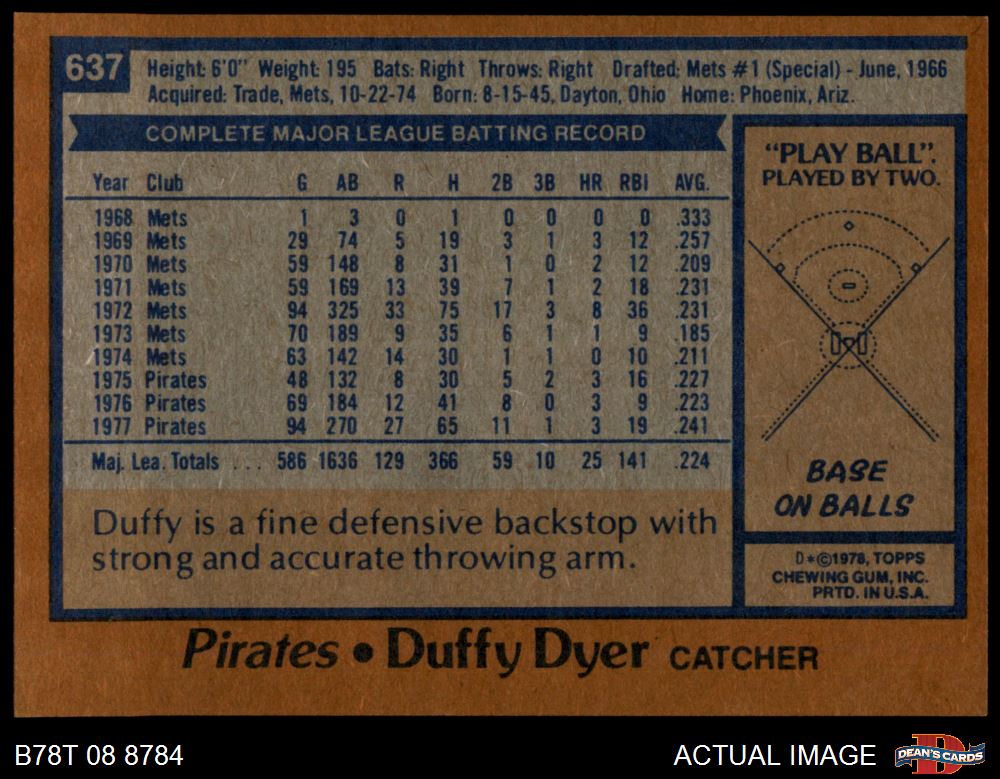 637
Height: 6'0" Weight: 195 Bats: Right Throws: Right Drafted: Mets #1 (Special) - June, 1966
Acquired: Trade, Mets, 10-22-74 Born: 8-15-45, Dayton, Ohio Home: Phoenix, Ariz.
COMPLETE MAJOR LEAGUE BATTING RECORD
Year Club G AB R H 2B 3B HR RBI AVG.
1968 Mets 1 3 0 1 0 0 0 0 .333
1969 Mets 29 74 5 19 3 1 3 12 .257
1970 Mets 59 148 8 31 1 0 2 12 .209
1971 Mets 59 169 13 39 7 1 2 18 .231
1972 Mets 94 325 33 75 17 3 8 36 .231
1973 Mets 70 189 9 35 6 1 1 9 .185
1974 Mets 63 142 14 30 1 1 0 10 .211
1975 Pirates 48 132 8 30 5 2 3 16 .227
1976 Pirates 69 184 12 41 8 0 3 9 .223
1977 Pirates 94 270 27 65 11 1 3 19 .241
Maj. Lea. Totals ... 586 1636 129 366 59 10 25 141 .224
Duffy is a fine defensive backstop with
strong and accurate throwing arm.
"PLAY BALL".
PLAYED BY TWO.
BASE
ON BALLS
D*©1978, TOPPS
CHEWING GUM, INC.
PRTD. IN U.S.A.
Pirates • Duffy Dyer CATCHER
B78T 08 8784
ACTUAL IMAGE
DEAN'S CARDS